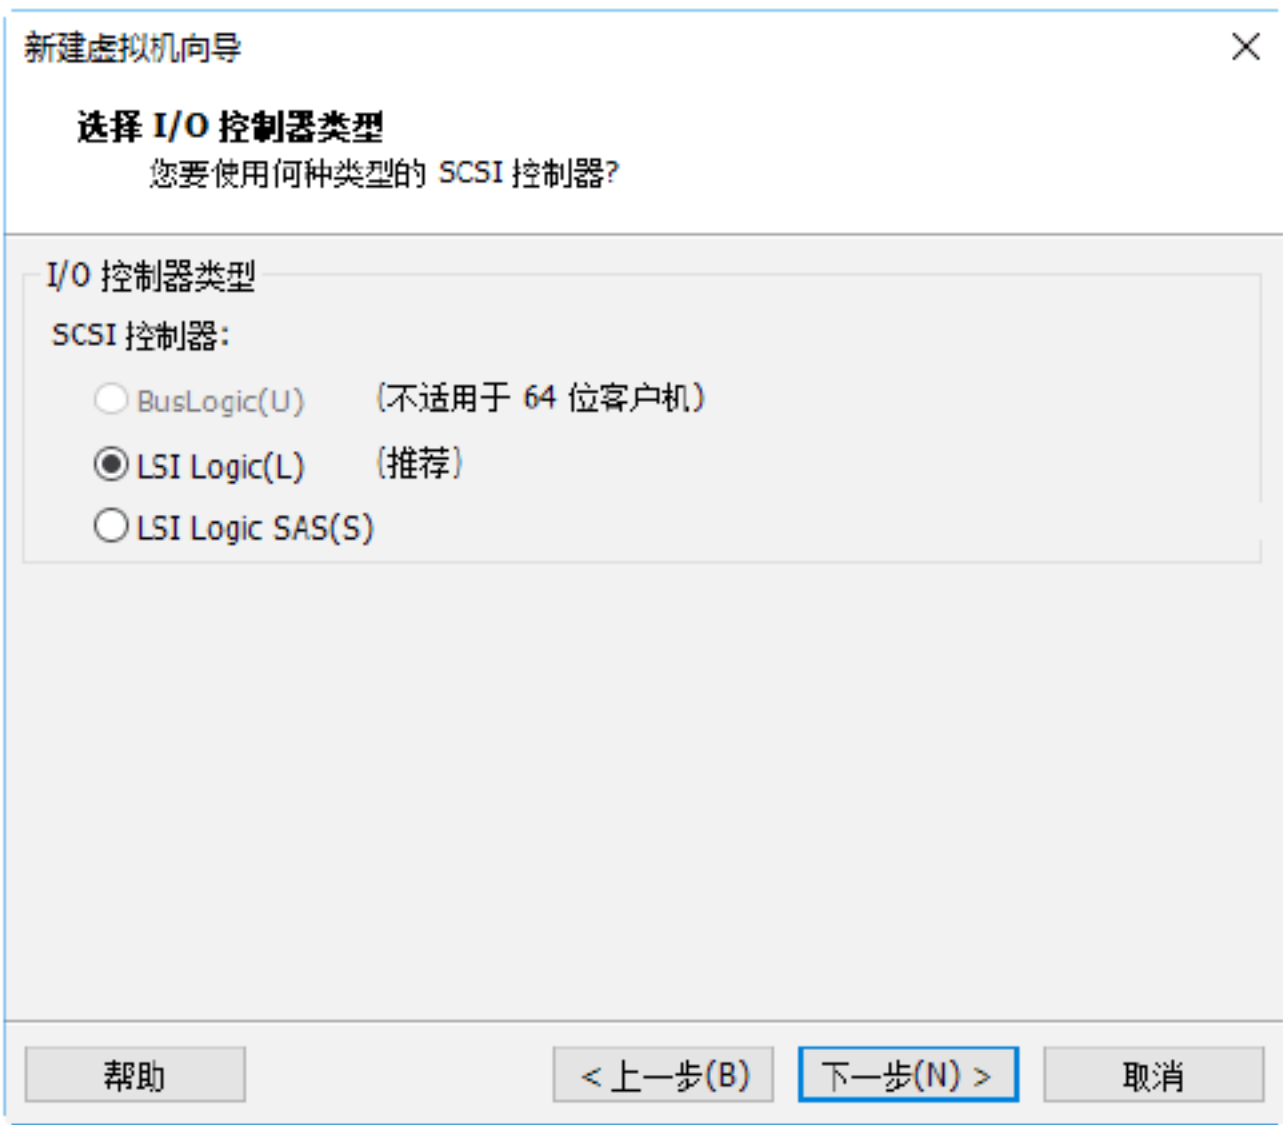 新建虚拟机向导
选择 I/O 控制器类型
您要使用何种类型的 SCSI 控制器?
I/O 控制器类型
SCSI 控制器:
BusLogic(U) (不适用于 64 位客户机)
LSI Logic(L) (推荐)
LSI Logic SAS(S)
帮助 < 上一步(B) 下一步(N) > 取消